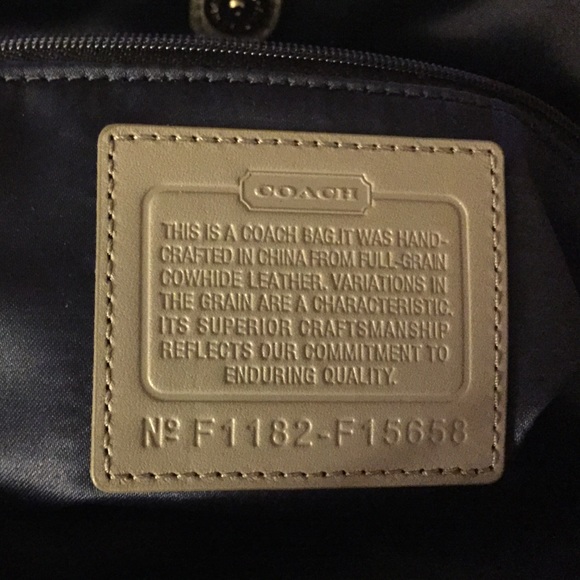 COACH
THIS IS A COACH BAG.IT WAS HAND-
CRAFTED IN CHINA FROM FULL-GRAIN
COWHIDE LEATHER. VARIATIONS IN
THE GRAIN ARE A CHARACTERISTIC.
ITS SUPERIOR CRAFTSMANSHIP
REFLECTS OUR COMMITMENT TO
ENDURING QUALITY.
Nº F1182-F15658